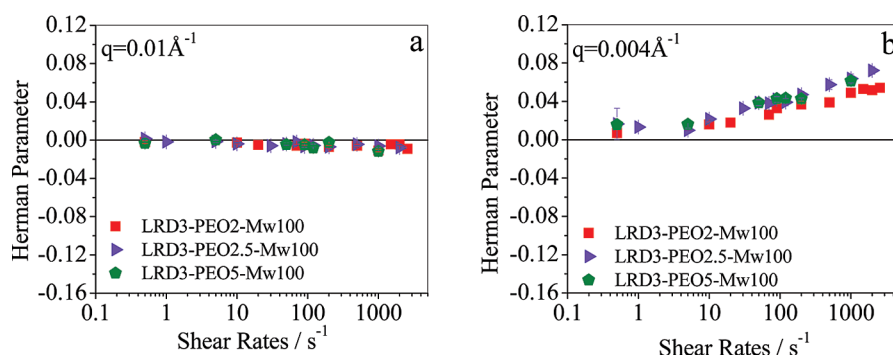 q=0.01Å⁻¹
a
0.12
0.08
0.04
0.00
-0.04
-0.08
-0.12
-0.16
Herman Parameter
LRD3-PEO2-Mw100
LRD3-PEO2.5-Mw100
LRD3-PEO5-Mw100
0.1
1
10
100
1000
Shear Rates / s⁻¹
q=0.004Å⁻¹
b
0.12
0.08
0.04
0.00
-0.04
-0.08
-0.12
-0.16
Herman Parameter
LRD3-PEO2-Mw100
LRD3-PEO2.5-Mw100
LRD3-PEO5-Mw100
0.1
1
10
100
1000
Shear Rates / s⁻¹